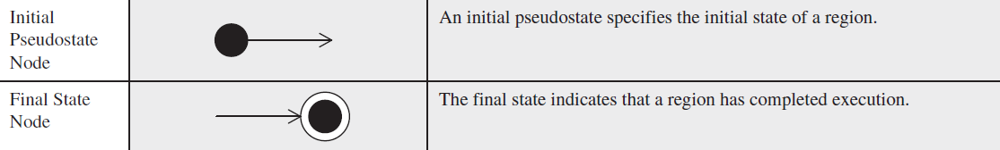 Initial
Pseudostate
Node
An initial pseudostate specifies the initial state of a region.
Final State
Node
The final state indicates that a region has completed execution.